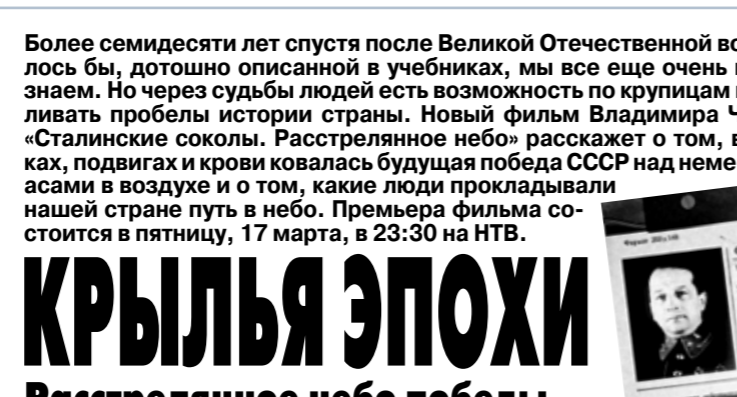 Более семидесяти лет спустя после Великой Отечественной
лось бы, дотошно описанной в учебниках, мы все еще очень
знаем. Но через судьбы людей есть возможность по крупицам
ливать пробелы истории страны. Новый фильм Владимира
«Сталинские соколы. Расстрелянное небо» расскажет о том,
ках, подвигах и крови ковалась будущая победа СССР над
асами в воздухе и о том, какие люди прокладывали
нашей стране путь в небо. Премьера фильма со-
стоится в пятницу, 17 марта, в 23:30 на НТВ.
КРЫЛЬЯ ЭПОХИ
Расстрелянное небо победы